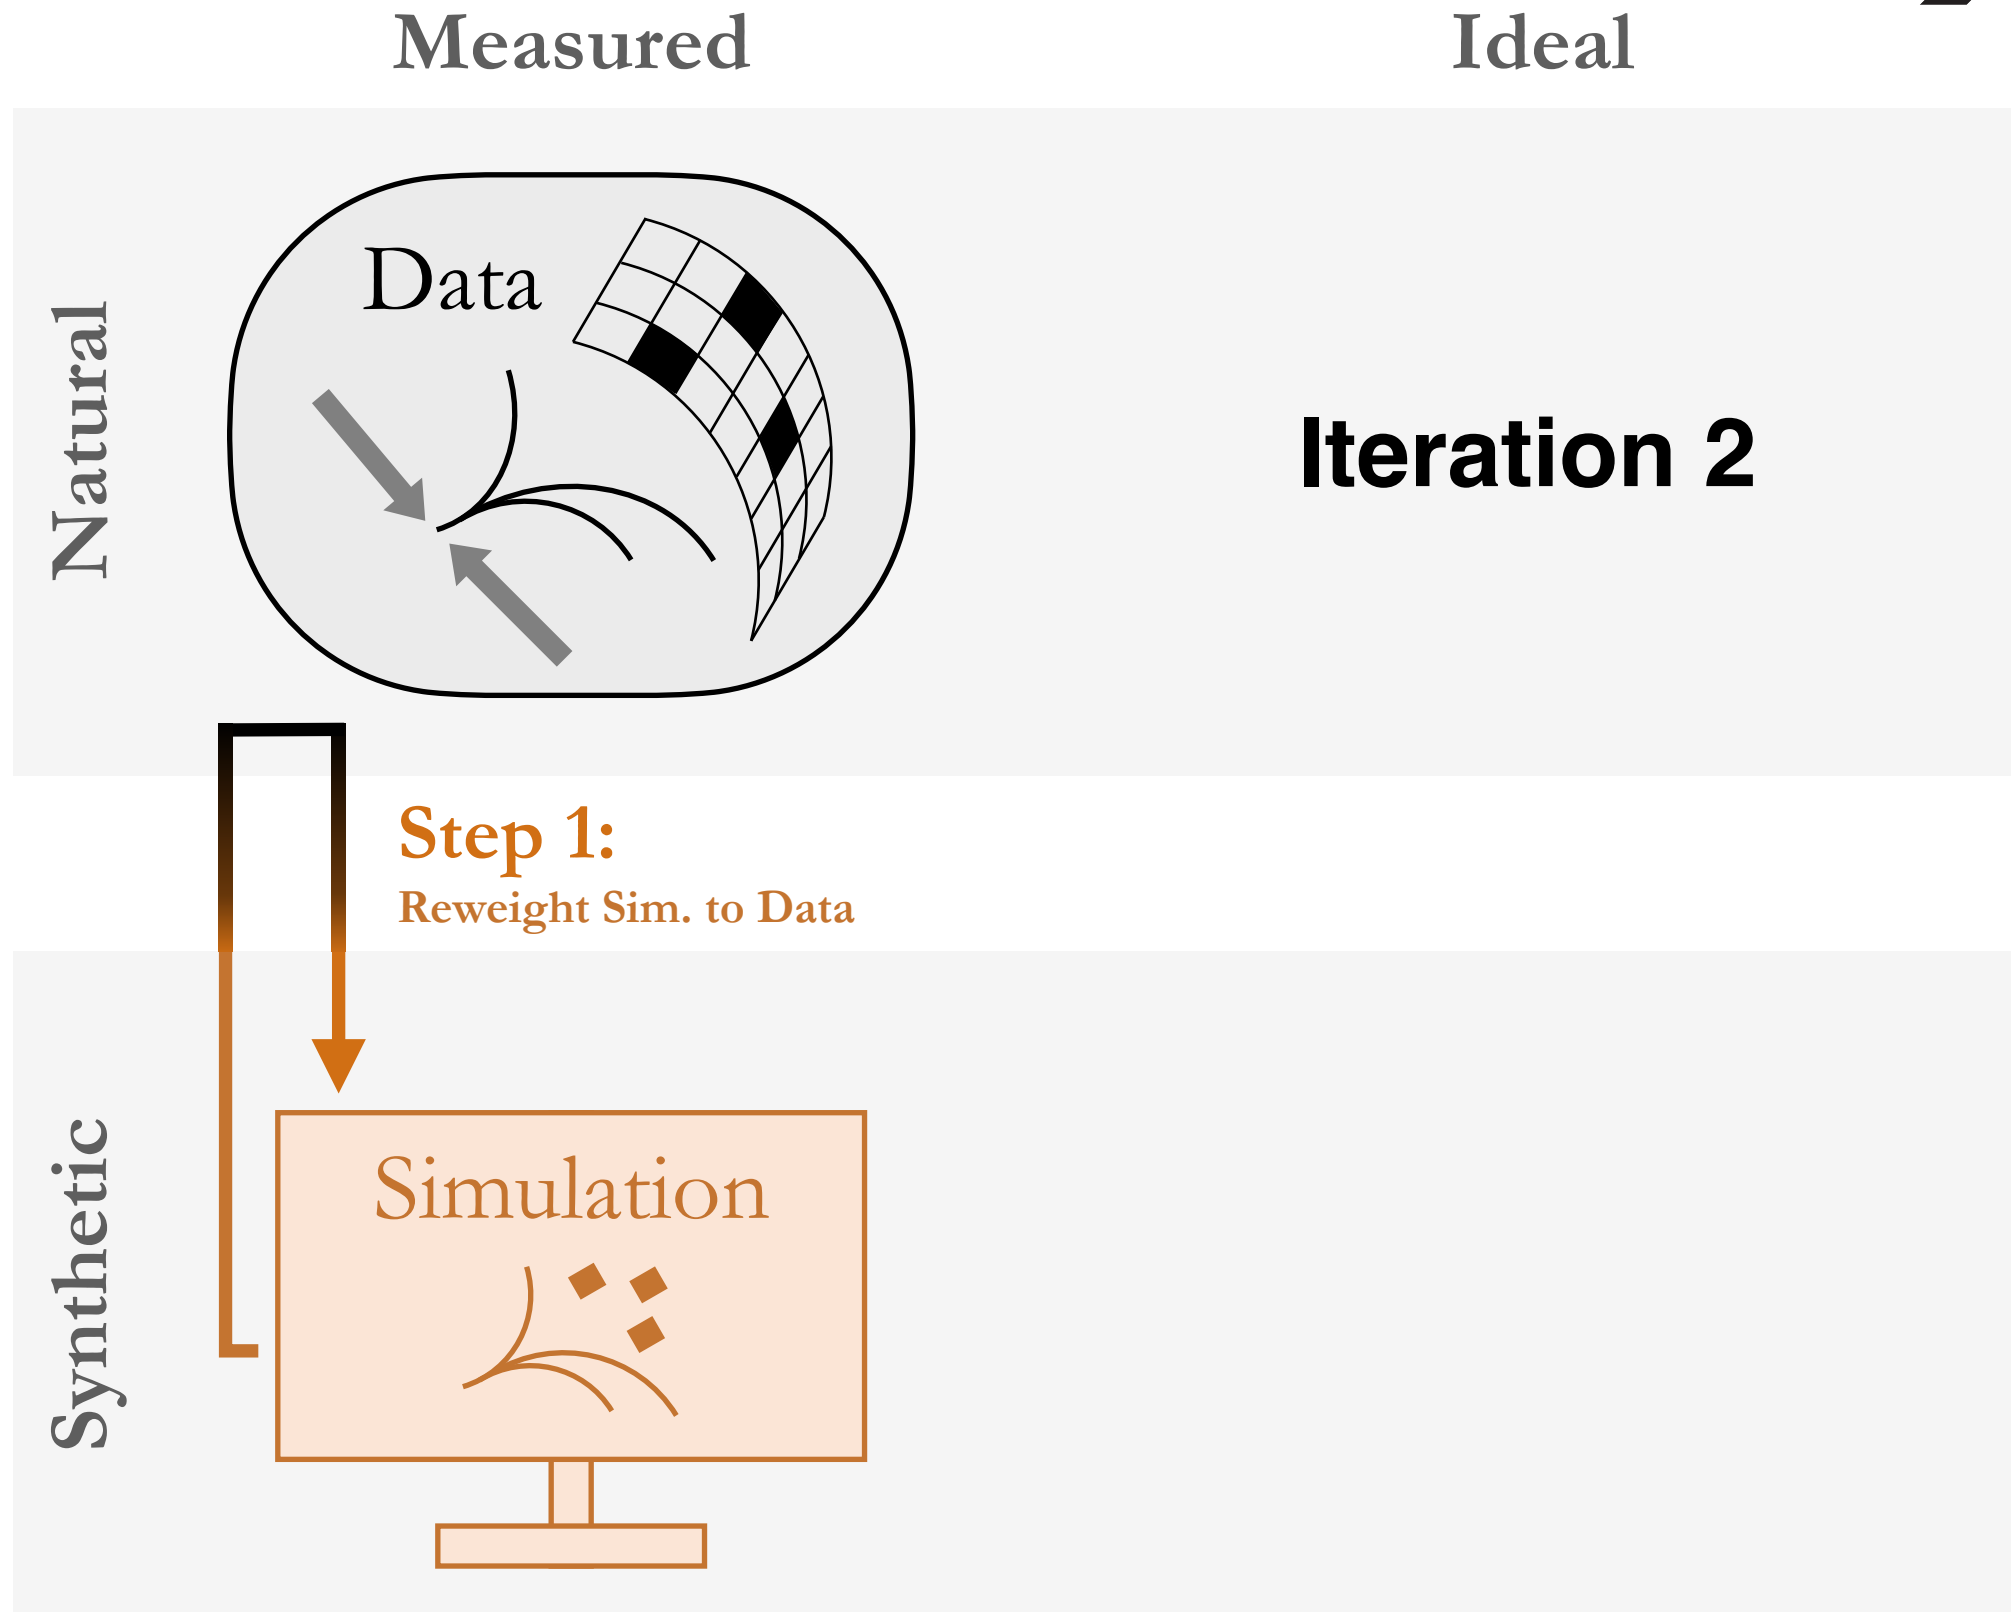 Measured
Ideal
Natural
Data
Iteration 2
Step 1:
Reweight Sim. to Data
Synthetic
Simulation